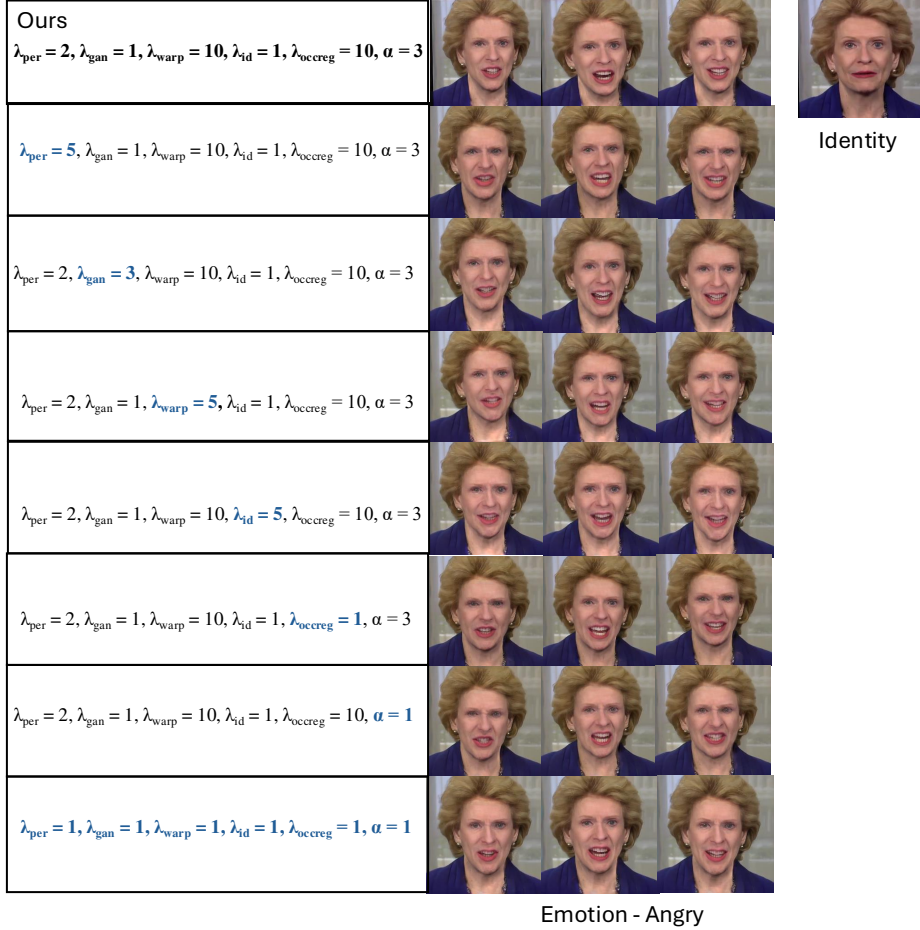 Ours
λper = 2, λgan = 1, λwarp = 10, λid = 1, λoccreg = 10, α = 3
Identity
λper = 5, λgan = 1, λwarp = 10, λid = 1, λoccreg = 10, α = 3
λper = 2, λgan = 3, λwarp = 10, λid = 1, λoccreg = 10, α = 3
λper = 2, λgan = 1, λwarp = 5, λid = 1, λoccreg = 10, α = 3
λper = 2, λgan = 1, λwarp = 10, λid = 5, λoccreg = 10, α = 3
λper = 2, λgan = 1, λwarp = 10, λid = 1, λoccreg = 1, α = 3
λper = 2, λgan = 1, λwarp = 10, λid = 1, λoccreg = 10, α = 1
λper = 1, λgan = 1, λwarp = 1, λid = 1, λoccreg = 1, α = 1
Emotion - Angry